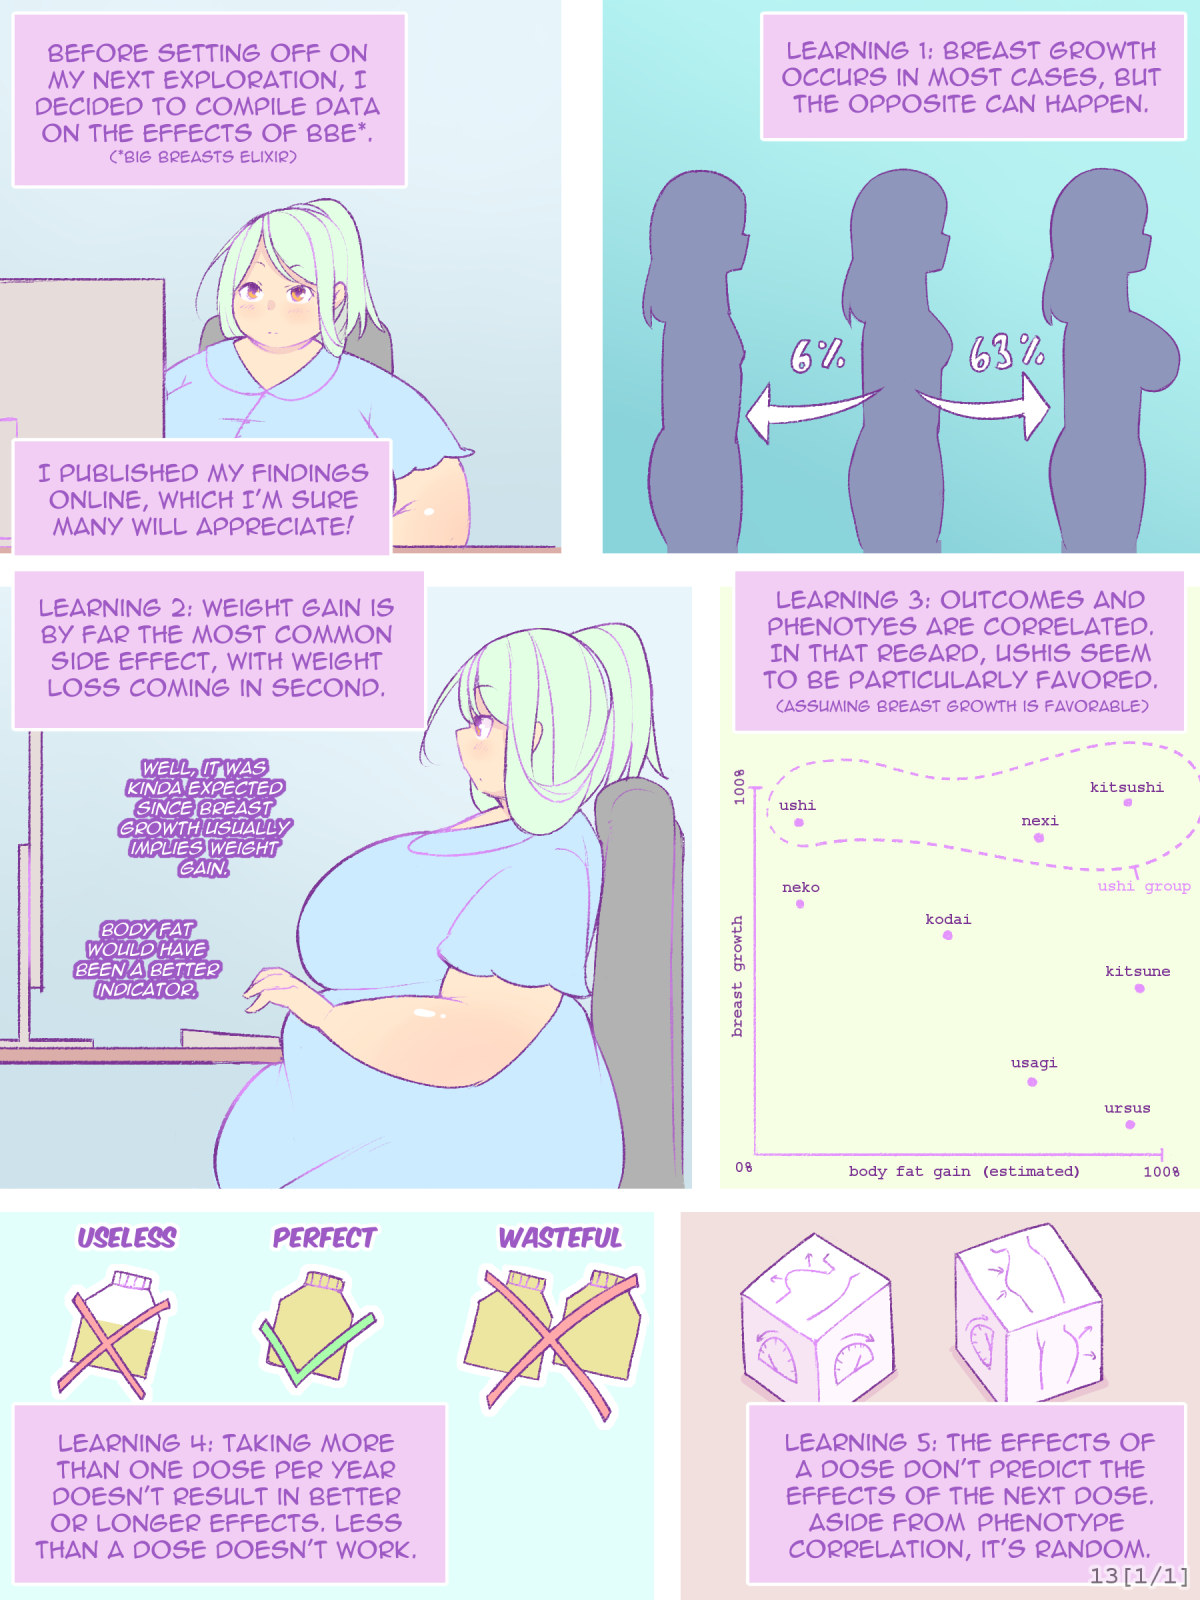 BEFORE SETTING OFF ON
MY NEXT EXPLORATION, I
DECIDED TO COMPILE DATA
ON THE EFFECTS OF BBE*.
(*BIG BREASTS ELIXIR)
I PUBLISHED MY FINDINGS
ONLINE, WHICH I'M SURE
MANY WILL APPRECIATE!
LEARNING 1: BREAST GROWTH
OCCURS IN MOST CASES, BUT
THE OPPOSITE CAN HAPPEN.
6%
63%
LEARNING 2: WEIGHT GAIN IS
BY FAR THE MOST COMMON
SIDE EFFECT, WITH WEIGHT
LOSS COMING IN SECOND.
WELL, IT WAS
KINDA EXPECTED
SINCE BREAST
GROWTH USUALLY
IMPLIES WEIGHT
GAIN.
BODY FAT
WOULD HAVE
BEEN A BETTER
INDICATOR.
LEARNING 3: OUTCOMES AND
PHENOTYES ARE CORRELATED.
IN THAT REGARD, USHIS SEEM
TO BE PARTICULARLY FAVORED.
(ASSUMING BREAST GROWTH IS FAVORABLE)
100%
kitsushi
ushi
nexi
ushi group
neko
kodai
breast growth
kitsune
usagi
ursus
0%
body fat gain (estimated)
100%
USELESS
PERFECT
WASTEFUL
LEARNING 4: TAKING MORE
THAN ONE DOSE PER YEAR
DOESN'T RESULT IN BETTER
OR LONGER EFFECTS. LESS
THAN A DOSE DOESN'T WORK.
LEARNING 5: THE EFFECTS OF
A DOSE DON'T PREDICT THE
EFFECTS OF THE NEXT DOSE.
ASIDE FROM PHENOTYPE
CORRELATION, IT'S RANDOM.
13[1/1]